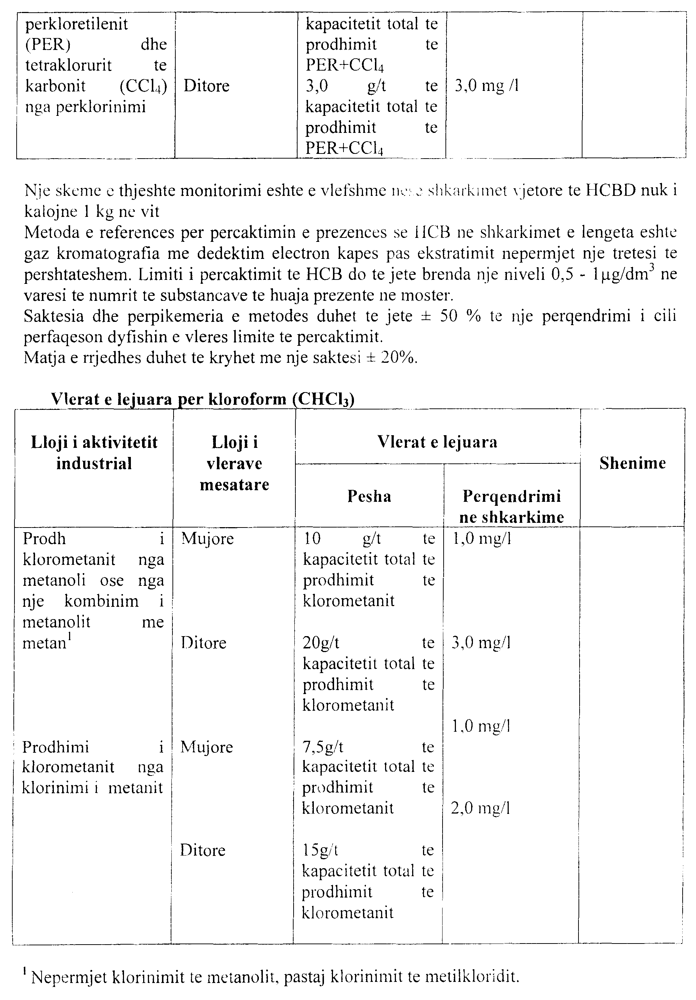 perkloretilenit
(PER) dhe
tetraklorurit te
karbonit (CCl4)
nga perklorinimi
Ditore
kapacitetit total te
prodhimit te
PER+CCl4
3,0 g/t te
kapacitetit total te
prodhimit te
PER+CCl4
3,0 mg /l
Nje skeme e thjeshte monitorimi eshte e vlefshme nese shkarkimet vjetore te HCBD nuk i
kalojne 1 kg ne vit
Metoda e references per percaktimin e prezences se HCB ne shkarkimet e lengeta eshte
gaz kromatografia me dedektim electron kapes pas ekstratimit nepermjet nje tretesi te
pershtateshem. Limiti i percaktimit te HCB do te jete brenda nje niveli 0,5 - 1µg/dm³ ne
varesi te numrit te substancave te huaja prezente ne moster.
Saktesia dhe perpikemeria e metodes duhet te jete ± 50 % te nje perqendrimi i cili
perfaqeson dyfishin e vleres limite te percaktimit.
Matja e rrjedhes duhet te kryhet me nje saktesi ± 20%.
Vlerat e lejuara per kloroform (CHCl3)
Lloji i aktivitetit
industrial
Lloji i
vlerave
mesatare
Vlerat e lejuara
Pesha
Perqendrimi
ne shkarkime
Shenime
Prodh i
klorometanit nga
metanoli ose nga
nje kombinim i
metanolit me
metan¹
Mujore
10 g/t te
kapacitetit total te
prodhimit te
klorometanit
1,0 mg/l
Ditore
20g/t te
kapacitetit total te
prodhimit te
klorometanit
3,0 mg/l
1,0 mg/l
Prodhimi i
klorometanit nga
klorinimi i metanit
Mujore
7,5g/t te
kapacitetit total te
prodhimit te
klorometanit
2,0 mg/l
Ditore
15g/t te
kapacitetit total te
prodhimit te
klorometanit
¹ Nepermjet klorinimit te metanolit, pastaj klorinimit te metilkloridit.